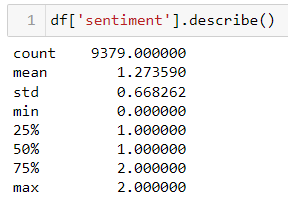 1 df['sentiment'].describe()
count 9379.000000
mean 1.273590
std 0.668262
min 0.000000
25% 1.000000
50% 1.000000
75% 2.000000
max 2.000000